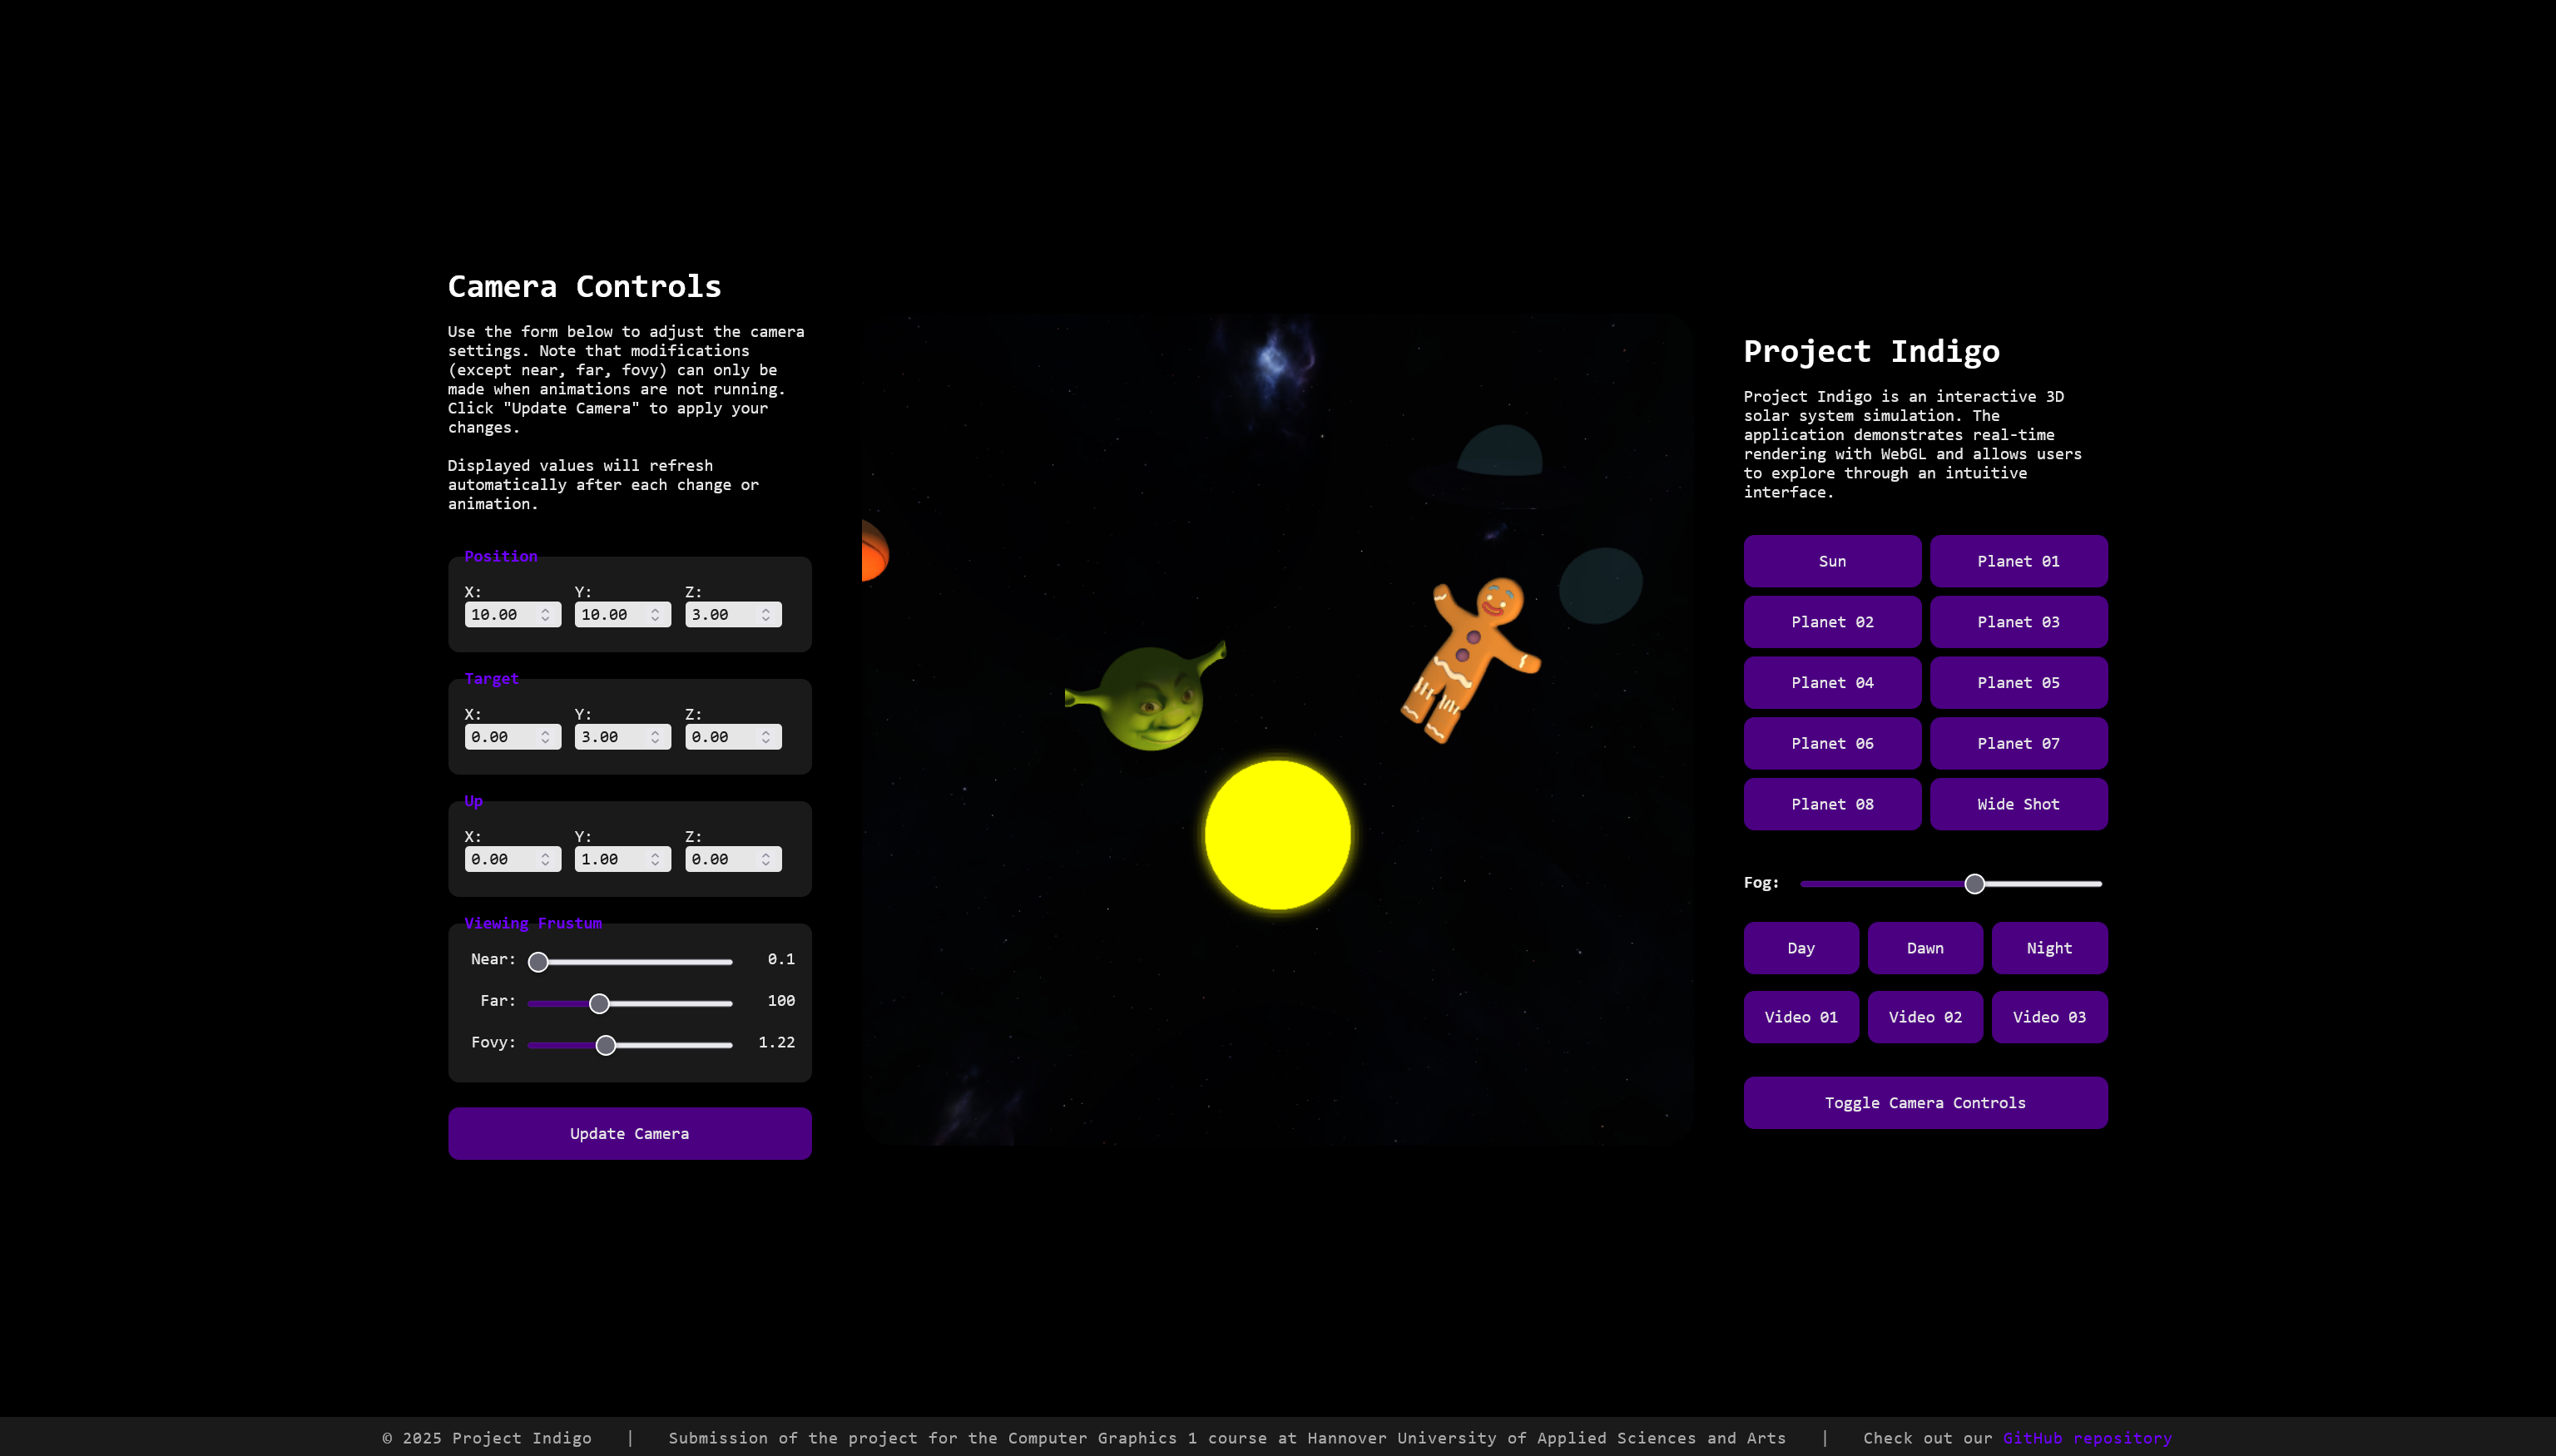 Camera Controls
Use the form below to adjust the camera
settings. Note that modifications
(except near, far, fovy) can only be
made when animations are not running.
Click "Update Camera" to apply your
changes.
Displayed values will refresh
automatically after each change or
animation.
Position
X: Y: Z:
10.00 10.00 3.00
Target
X: Y: Z:
0.00 3.00 0.00
Up
X: Y: Z:
0.00 1.00 0.00
Viewing Frustum
Near: 0.1
Far: 100
Fovy: 1.22
Update Camera
Project Indigo
Project Indigo is an interactive 3D
solar system simulation. The
application demonstrates real-time
rendering with WebGL and allows users
to explore through an intuitive
interface.
Sun Planet 01
Planet 02 Planet 03
Planet 04 Planet 05
Planet 06 Planet 07
Planet 08 Wide Shot
Fog:
Day Dawn Night
Video 01 Video 02 Video 03
Toggle Camera Controls
© 2025 Project Indigo | Submission of the project for the Computer Graphics 1 course at Hannover University of Applied Sciences and Arts | Check out our GitHub repository